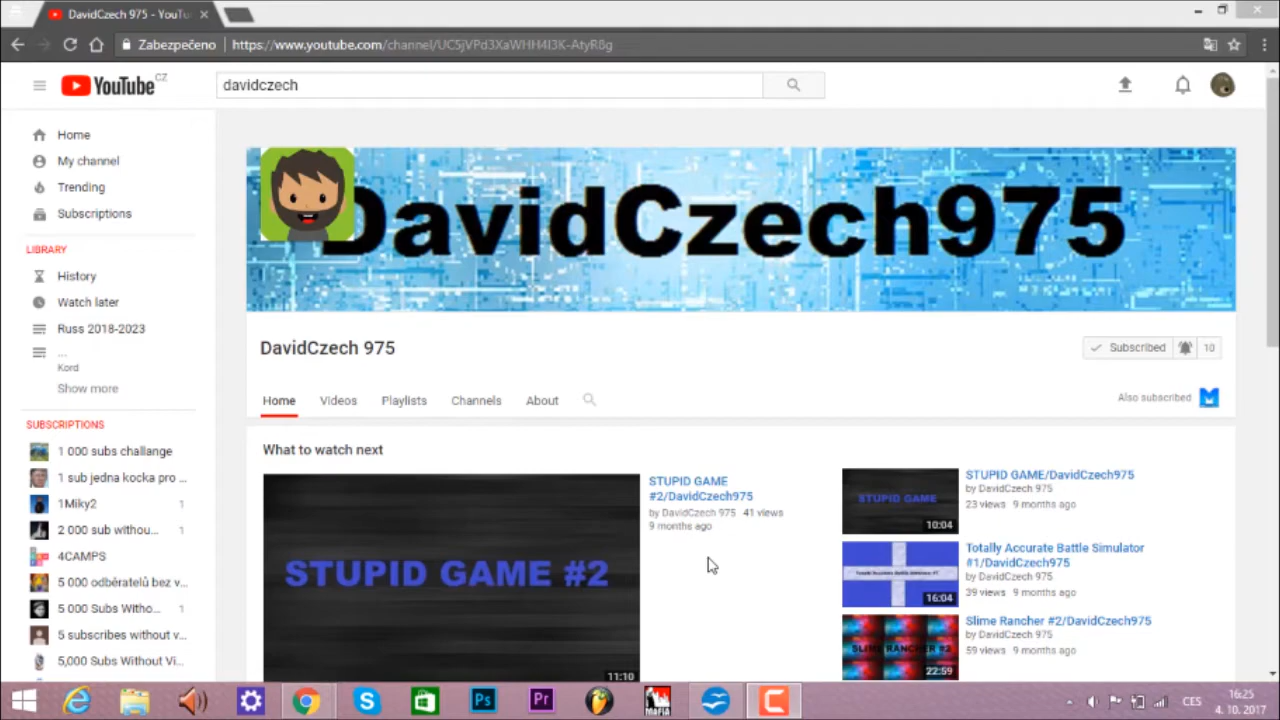 DavidCzech 975 - YouTu
Zabezpečeno
https://www.youtube.com/channel/UC5jVPd3XaWHH4I3K-AtyR8g
YouTube CZ
davidczech
Home
My channel
Trending
Subscriptions
LIBRARY
History
Watch later
Russ 2018-2023
...
Kord
Show more
SUBSCRIPTIONS
1 000 subs challange
1 sub jedna kocka pro ...
1Miky2 1
2 000 sub withou... 1
4CAMPS
5 000 odběratelů bez v...
5 000 Subs Witho... 1
5 subscribes without v...
5,000 Subs Without Vi...
DavidCzech975
DavidCzech 975
Subscribed 10
Home Videos Playlists Channels About
Also subscribed
What to watch next
STUPID GAME #2
11:10
STUPID GAME
#2/DavidCzech975
by DavidCzech 975 41 views
9 months ago
STUPID GAME
10:04
STUPID GAME/DavidCzech975
by DavidCzech 975
23 views 9 months ago
16:04
Totally Accurate Battle Simulator
#1/DavidCzech975
by DavidCzech 975
39 views 9 months ago
SLIME RANCHER #2
22:59
Slime Rancher #2/DavidCzech975
by DavidCzech 975
59 views 9 months ago
Ps
Pr
MAFIA
CES
16:25
4. 10. 2017